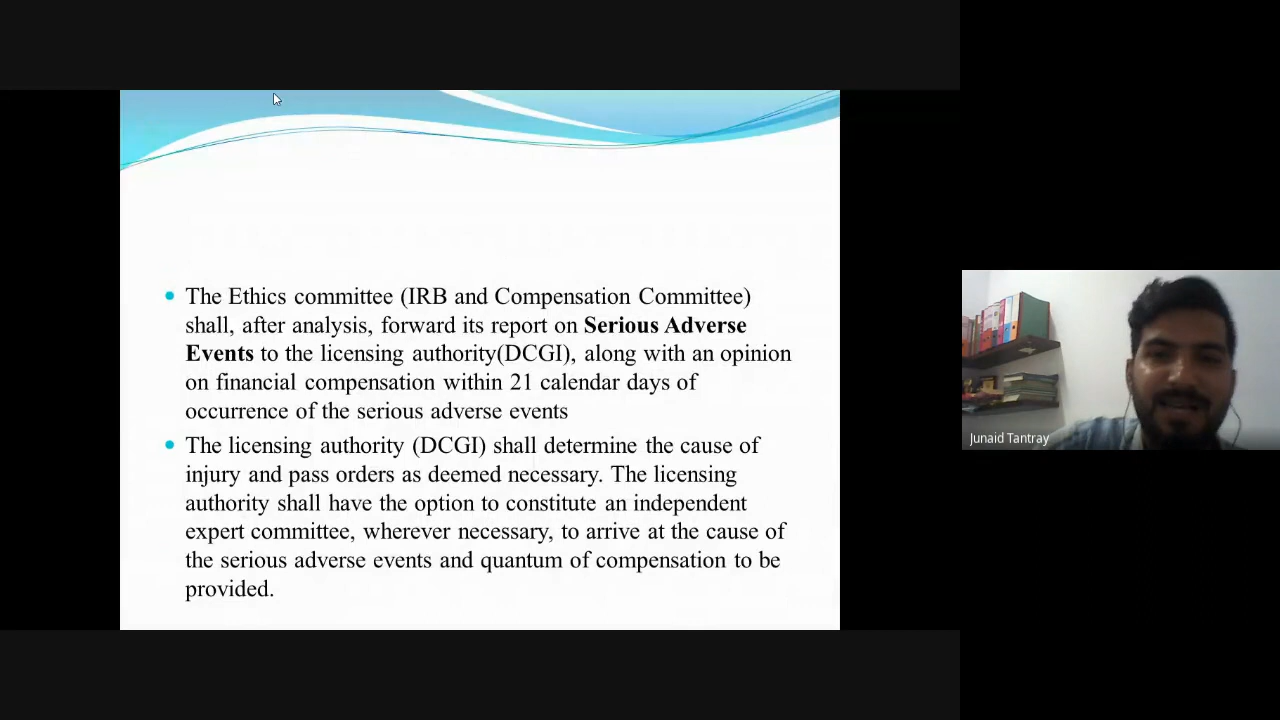 The Ethics committee (IRB and Compensation Committee)
shall, after analysis, forward its report on Serious Adverse
Events to the licensing authority(DCGI), along with an opinion
on financial compensation within 21 calendar days of
occurrence of the serious adverse events
The licensing authority (DCGI) shall determine the cause of
injury and pass orders as deemed necessary. The licensing
authority shall have the option to constitute an independent
expert committee, wherever necessary, to arrive at the cause of
the serious adverse events and quantum of compensation to be
provided.
Junaid Tantray